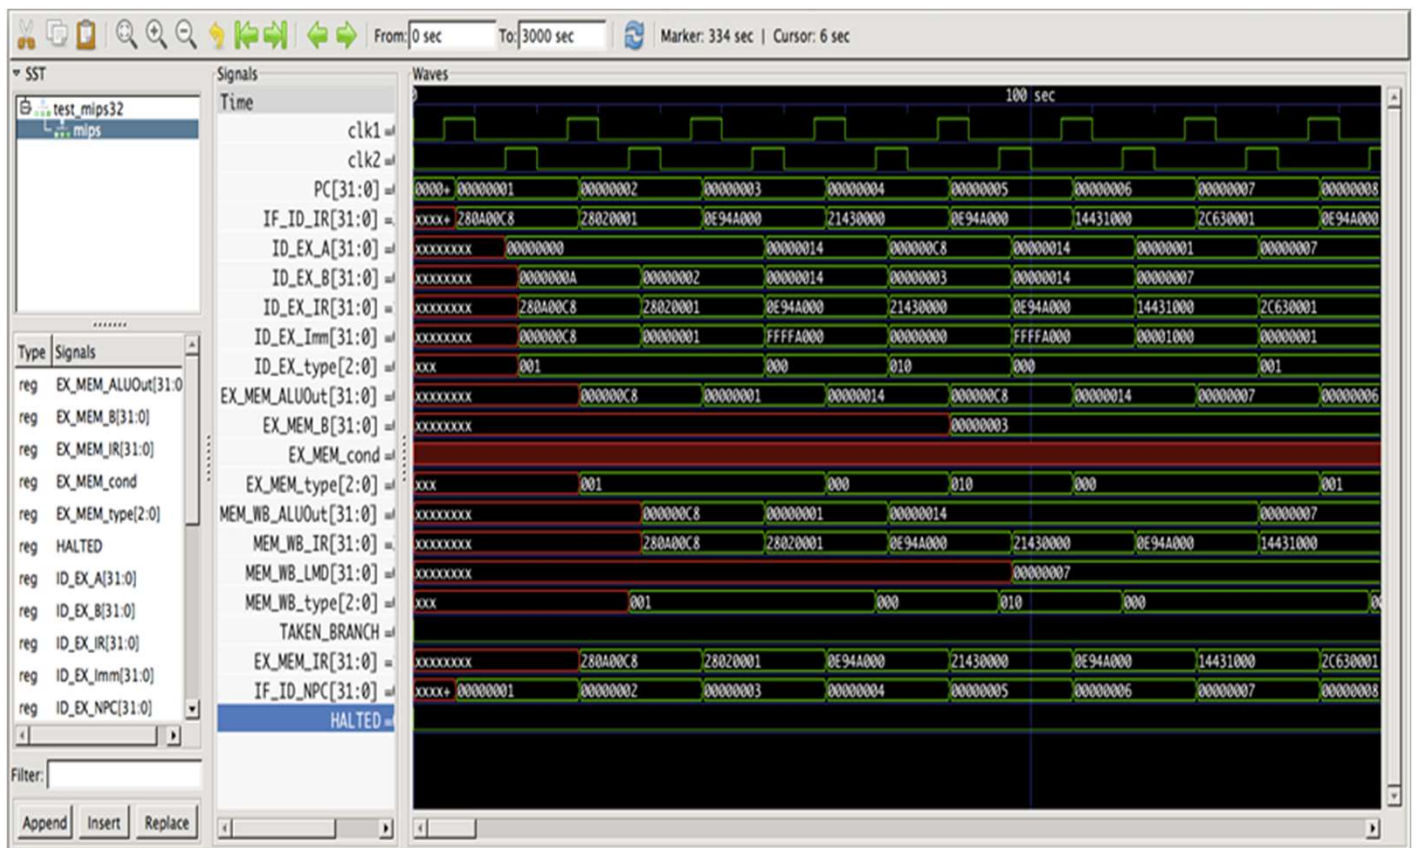 From: 0 sec To: 3000 sec Marker: 334 sec | Cursor: 6 sec
SST
test_mips32
mips
Type Signals
reg EX_MEM_ALUOut[31:0
reg EX_MEM_B[31:0]
reg EX_MEM_IR[31:0]
reg EX_MEM_cond
reg EX_MEM_type[2:0]
reg HALTED
reg ID_EX_A[31:0]
reg ID_EX_B[31:0]
reg ID_EX_IR[31:0]
reg ID_EX_Imm[31:0]
reg ID_EX_NPC[31:0]
Filter:
Append Insert Replace
Signals
Time
clk1 =
clk2 =
PC[31:0] =
IF_ID_IR[31:0] =
ID_EX_A[31:0] =
ID_EX_B[31:0] =
ID_EX_IR[31:0] =
ID_EX_Imm[31:0] =
ID_EX_type[2:0] =
EX_MEM_ALUOut[31:0] =
EX_MEM_B[31:0] =
EX_MEM_cond =
EX_MEM_type[2:0] =
MEM_WB_ALUOut[31:0] =
MEM_WB_IR[31:0] =
MEM_WB_LMD[31:0] =
MEM_WB_type[2:0] =
TAKEN_BRANCH =
EX_MEM_IR[31:0] =
IF_ID_NPC[31:0] =
HALTED =
Waves
100 sec
0000+ 00000001 00000002 00000003 00000004 00000005 00000006 00000007 00000008
xxxx+ 280A00C8 28020001 0E94A000 21430000 0E94A000 14431000 2C630001 0E94A000
xxxxxxxx 00000000 00000014 000000C8 00000014 00000001 00000007
xxxxxxxx 0000000A 00000002 00000014 00000003 00000014 00000007
xxxxxxxx 280A00C8 28020001 0E94A000 21430000 0E94A000 14431000 2C630001
xxxxxxxx 000000C8 00000001 FFFFA000 00000000 FFFFA000 00001000 00000001
xxx 001 000 010 000 001
xxxxxxxx 000000C8 00000001 00000014 000000C8 00000014 00000007 00000006
xxxxxxxx 00000003
xxx 001 000 010 000 001
xxxxxxxx 000000C8 00000001 00000014 00000007
xxxxxxxx 280A00C8 28020001 0E94A000 21430000 0E94A000 14431000
xxxxxxxx 00000007
xxx 001 000 010 000
xxxxxxxx 280A00C8 28020001 0E94A000 21430000 0E94A000 14431000 2C630001
xxxx+ 00000001 00000002 00000003 00000004 00000005 00000006 00000007 00000008